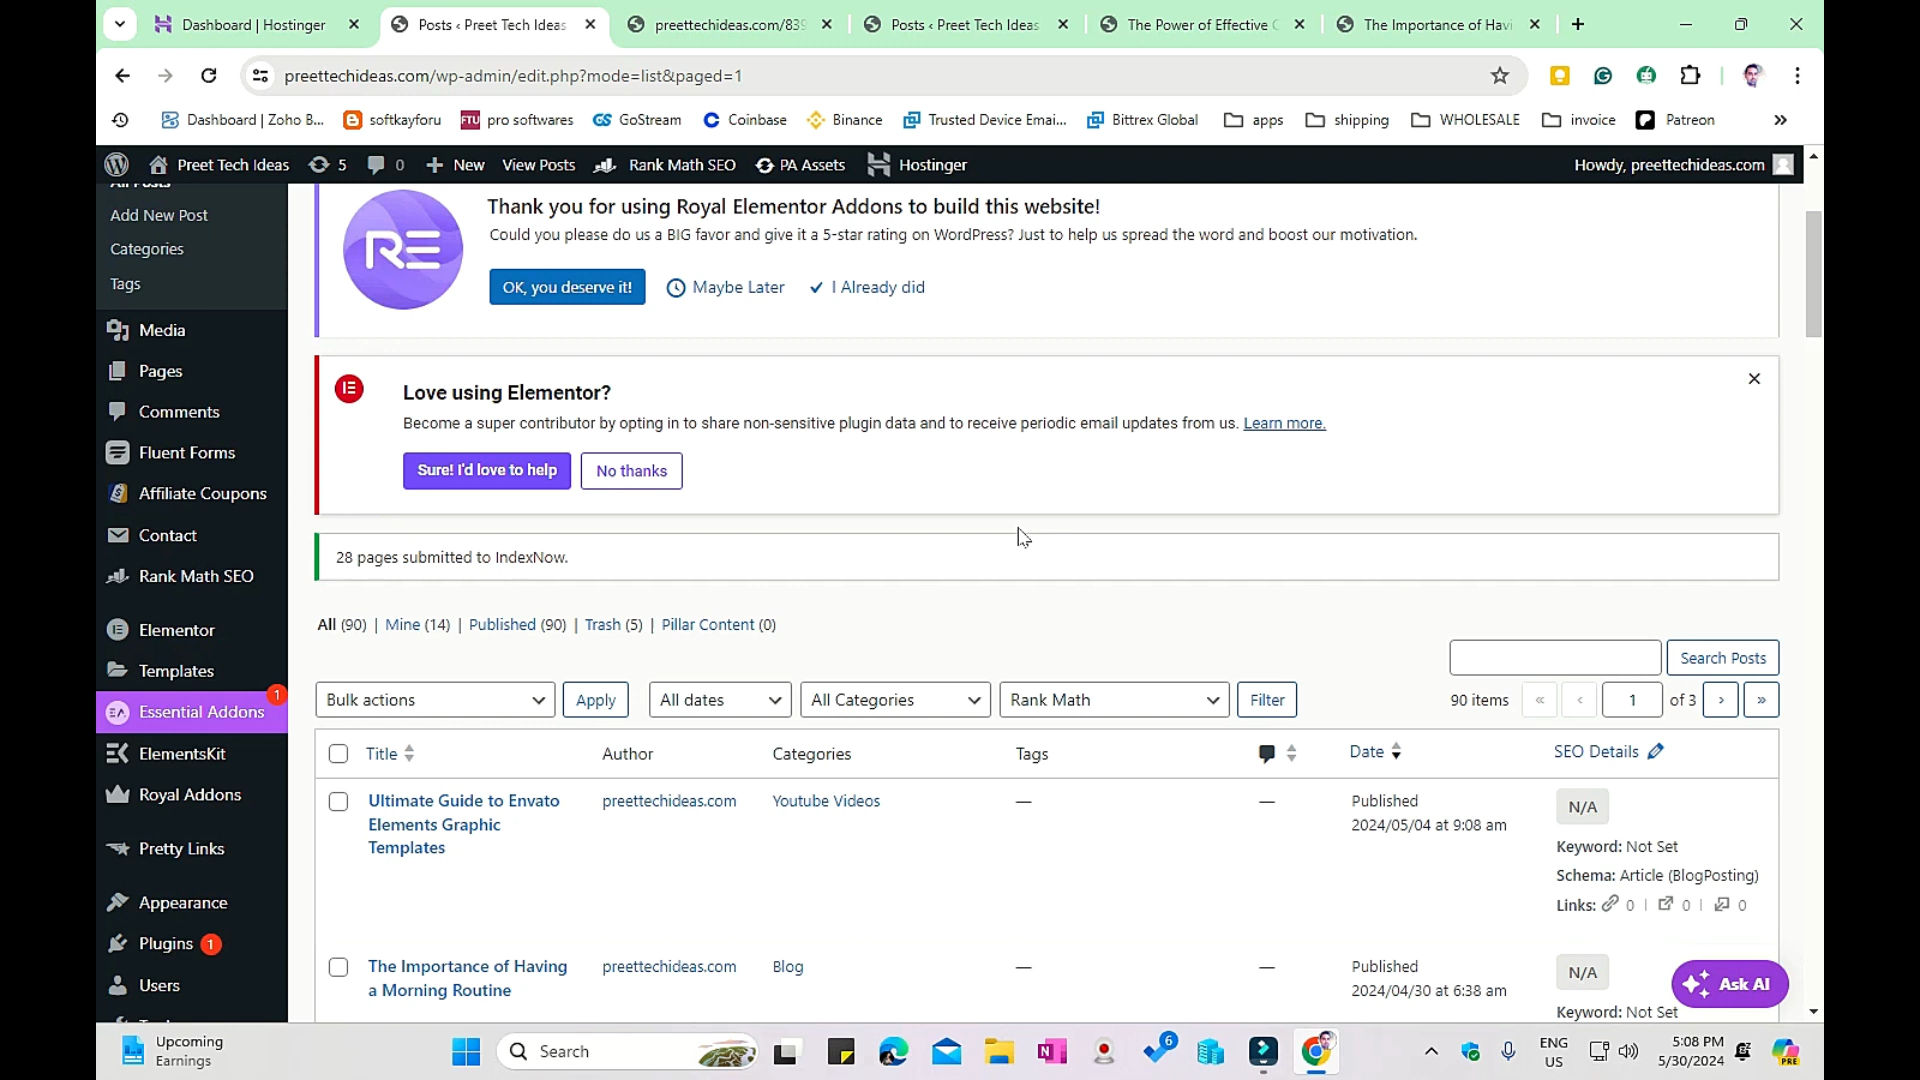 Dashboard | Hostinger
Posts ‹ Preet Tech Ideas
preettechideas.com/839
Posts ‹ Preet Tech Ideas
The Power of Effective C
The Importance of Havi
preettechideas.com/wp-admin/edit.php?mode=list&paged=1
Dashboard | Zoho B...
softkayforu
FTU pro softwares
GS GoStream
Coinbase
Binance
Trusted Device Emai...
Bittrex Global
apps
shipping
WHOLESALE
invoice
Patreon
»
Preet Tech Ideas
5
0
New
View Posts
Rank Math SEO
PA Assets
Hostinger
Howdy, preettechideas.com
All Posts
Add New Post
Categories
Tags
Media
Pages
Comments
Fluent Forms
Affiliate Coupons
Contact
Rank Math SEO
Elementor
Templates
Essential Addons 1
ElementsKit
Royal Addons
Pretty Links
Appearance
Plugins 1
Users
RE
Thank you for using Royal Elementor Addons to build this website!
Could you please do us a BIG favor and give it a 5-star rating on WordPress? Just to help us spread the word and boost our motivation.
OK, you deserve it!
Maybe Later
I Already did
Love using Elementor?
Become a super contributor by opting in to share non-sensitive plugin data and to receive periodic email updates from us. Learn more.
Sure! I'd love to help
No thanks
28 pages submitted to IndexNow.
All (90) | Mine (14) | Published (90) | Trash (5) | Pillar Content (0)
Search Posts
Bulk actions
Apply
All dates
All Categories
Rank Math
Filter
90 items « ‹ 1 of 3 › »
Title
Author
Categories
Tags
Date
SEO Details
Ultimate Guide to Envato
Elements Graphic
Templates
preettechideas.com
Youtube Videos
—
—
Published
2024/05/04 at 9:08 am
N/A
Keyword: Not Set
Schema: Article (BlogPosting)
Links: 0 | 0 | 0
The Importance of Having
a Morning Routine
preettechideas.com
Blog
—
—
Published
2024/04/30 at 6:38 am
N/A
Keyword: Not Set
Ask AI
Upcoming
Earnings
Search
6
ENG
US
5:08 PM
5/30/2024
PRE